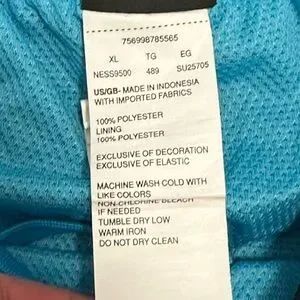 756998785565
XL TG EG
NESS9500 489 SU25705
US/GB- MADE IN INDONESIA
WITH IMPORTED FABRICS
100% POLYESTER
LINING
100% POLYESTER
EXCLUSIVE OF DECORATION
EXCLUSIVE OF ELASTIC
MACHINE WASH COLD WITH
LIKE COLORS
NON-CHLORINE BLEACH
IF NEEDED
TUMBLE DRY LOW
WARM IRON
DO NOT DRY CLEAN